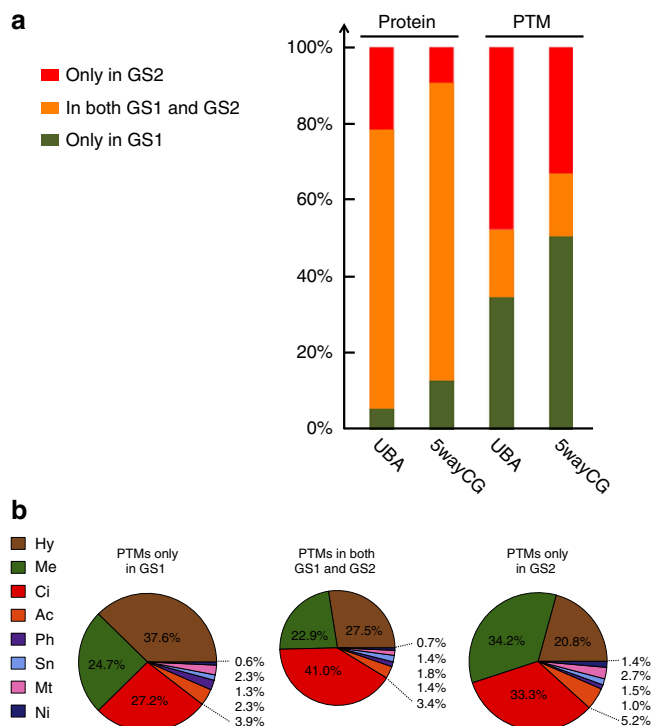 a
Protein
PTM
100%
80%
60%
40%
20%
0%
Only in GS2
In both GS1 and GS2
Only in GS1
UBA
5wayCG
UBA
5wayCG
b
Hy
Me
Ci
Ac
Ph
Sn
Mt
Ni
PTMs only
in GS1
37.6%
24.7%
27.2%
0.6%
2.3%
1.3%
2.3%
3.9%
PTMs in both
GS1 and GS2
27.5%
22.9%
41.0%
0.7%
1.4%
1.8%
1.4%
3.4%
PTMs only
in GS2
20.8%
34.2%
33.3%
1.4%
2.7%
1.5%
1.0%
5.2%